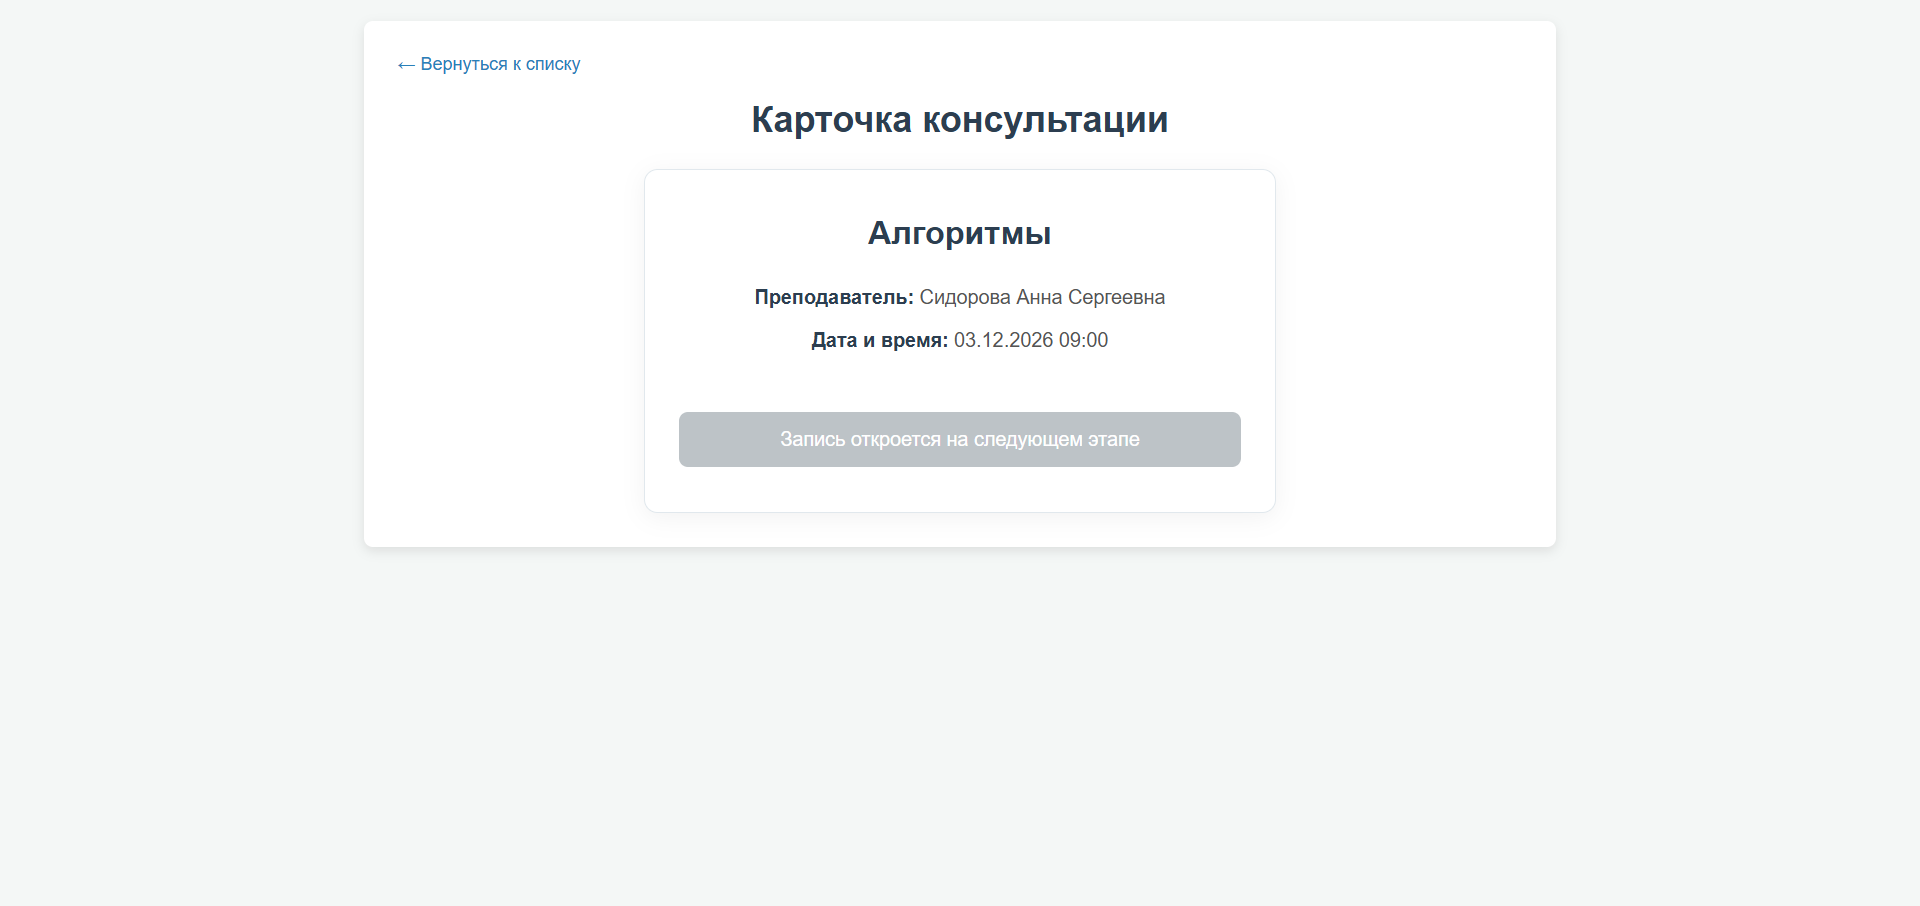 ← Вернуться к списку
Карточка консультации
Алгоритмы
Преподаватель: Сидорова Анна Сергеевна
Дата и время: 03.12.2026 09:00
Запись откроется на следующем этапе